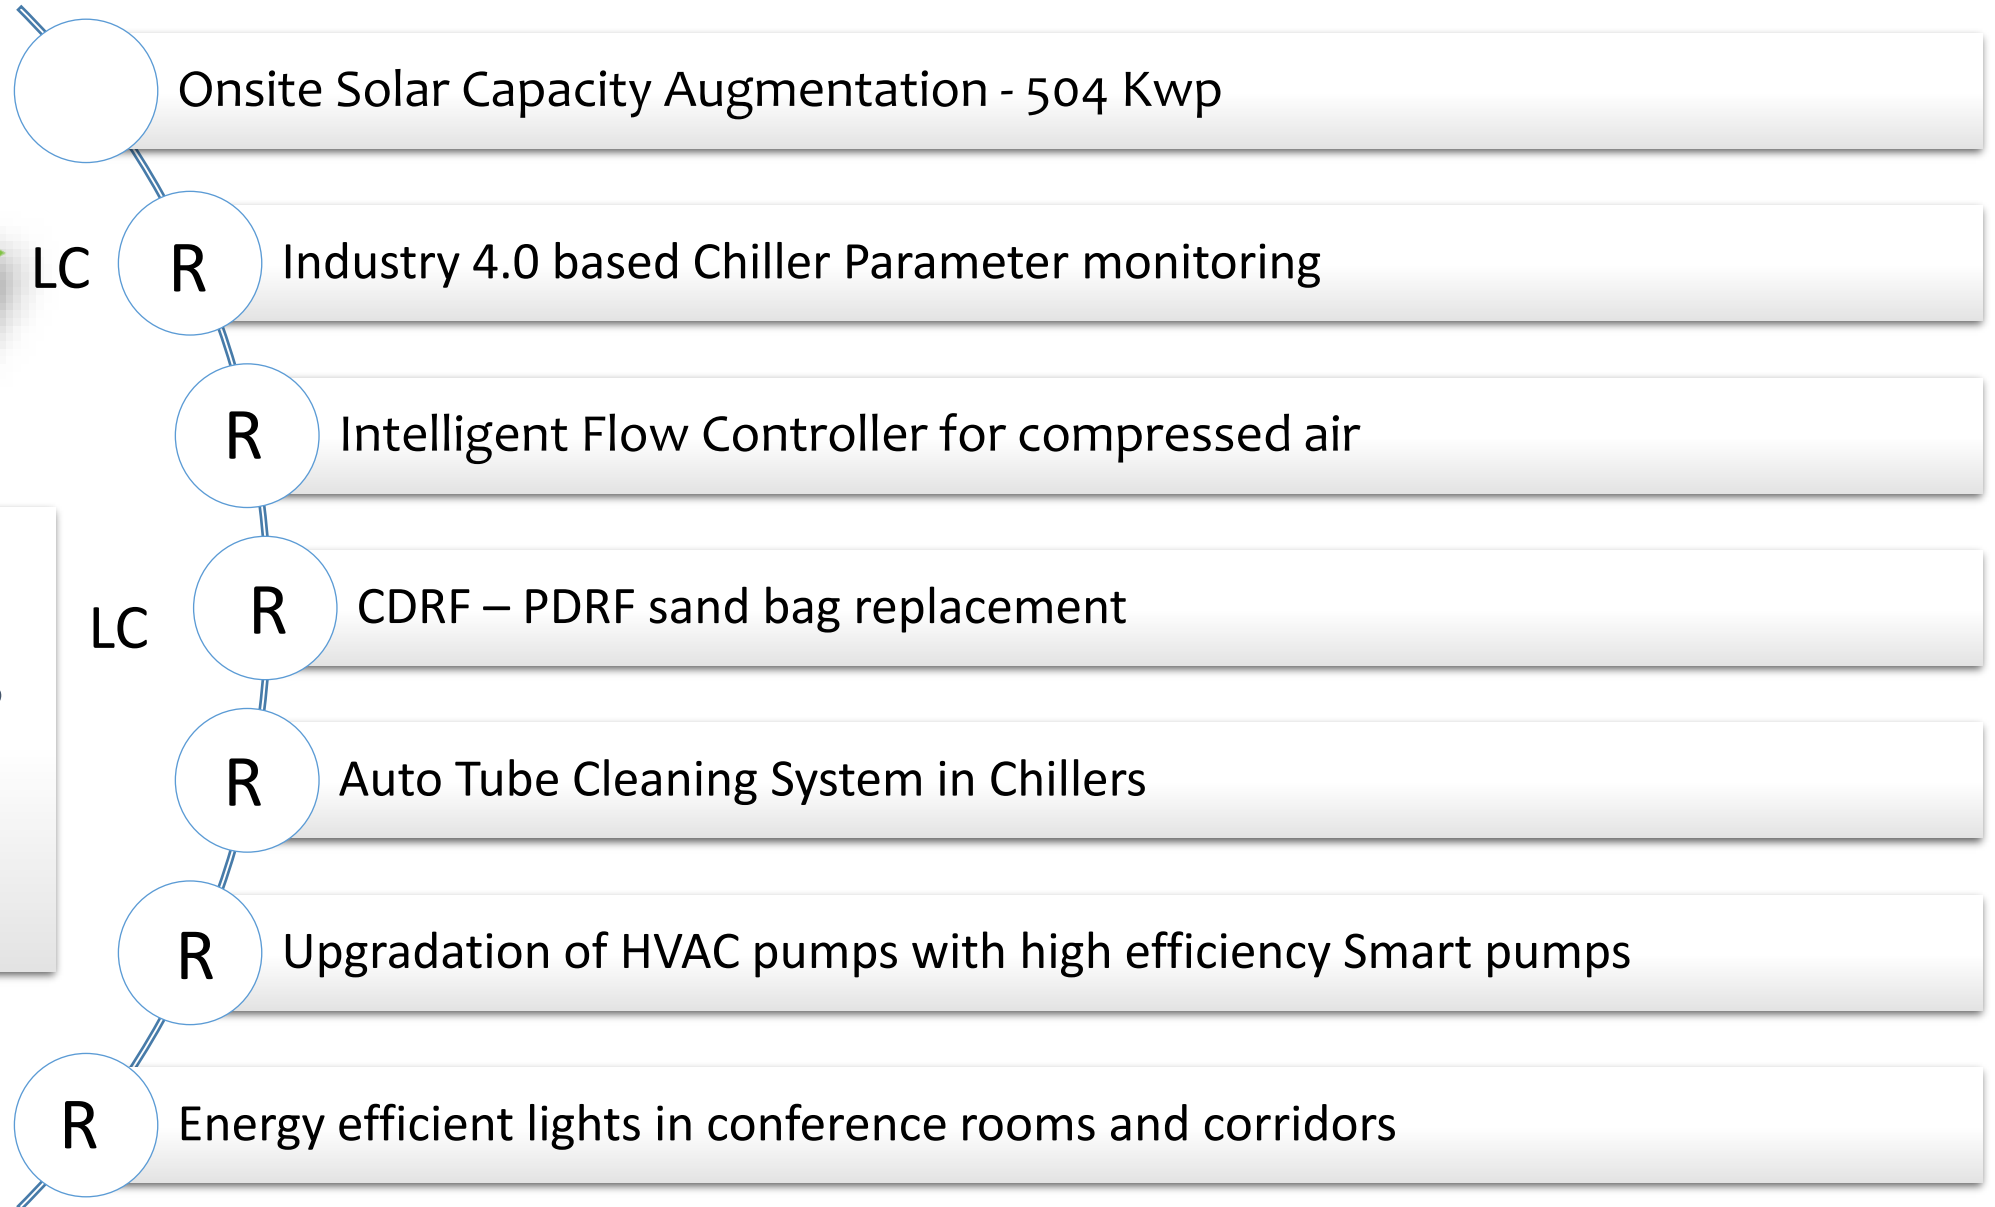 Onsite Solar Capacity Augmentation - 504 Kwp
LC R Industry 4.0 based Chiller Parameter monitoring
R Intelligent Flow Controller for compressed air
LC R CDRF – PDRF sand bag replacement
R Auto Tube Cleaning System in Chillers
R Upgradation of HVAC pumps with high efficiency Smart pumps
R Energy efficient lights in conference rooms and corridors